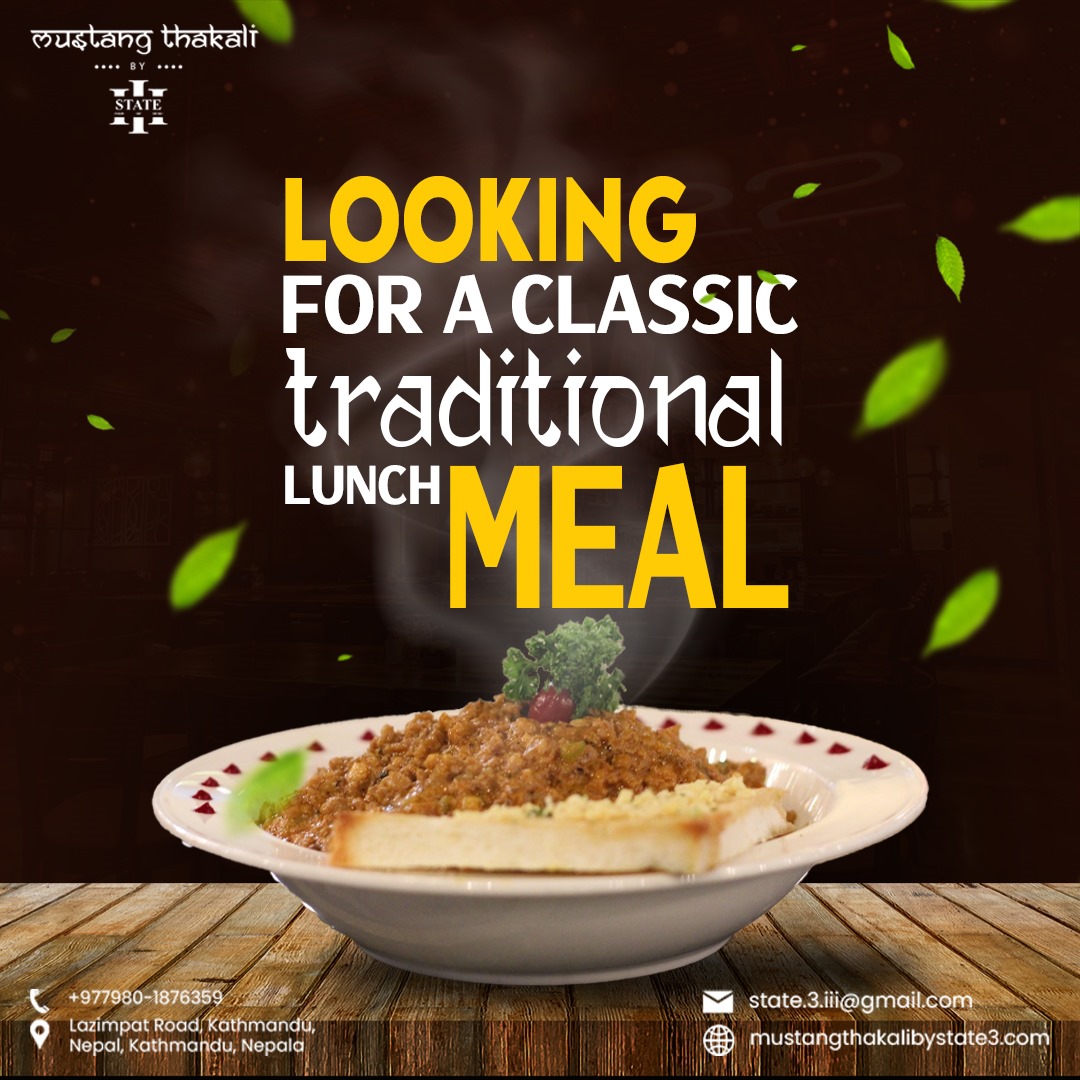 mustang thakali
BY
III
STATE
LOOKING
FOR A CLASSIC
traditional
LUNCH MEAL
+977980-1876359
Lazimpat Road, Kathmandu,
Nepal, Kathmandu, Nepala
state.3.iii@gmail.com
mustangthakalibystate3.com